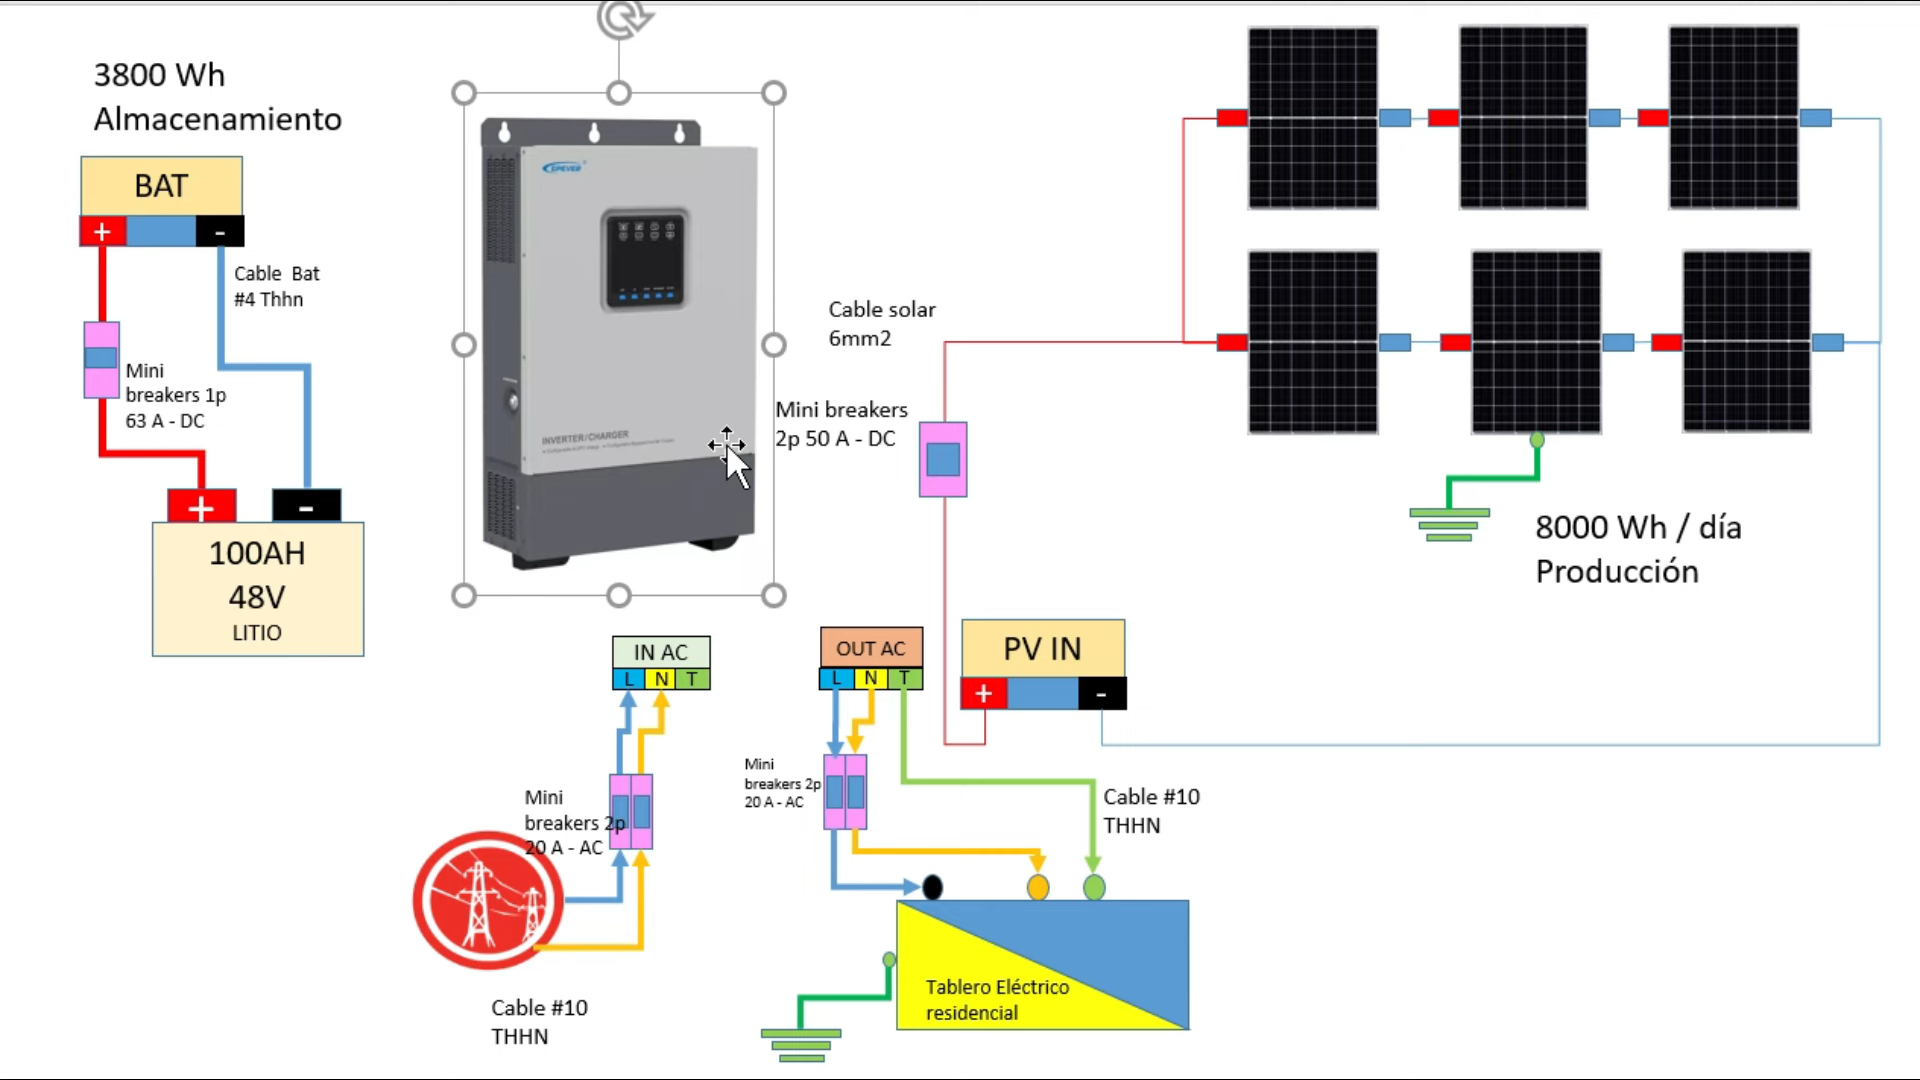 3800 Wh
Almacenamiento
BAT
+ -
Cable Bat
#4 Thhn
Mini
breakers 1p
63 A - DC
+ -
100AH
48V
LITIO
EPEVER
INVERTER/CHARGER
Cable solar
6mm2
Mini breakers
2p 50 A - DC
8000 Wh / día
Producción
IN AC
L N T
OUT AC
L N T
PV IN
+ -
Mini
breakers 2p
20 A - AC
Mini
breakers 2p
20 A - AC
Cable #10
THHN
Cable #10
THHN
Tablero Eléctrico
residencial